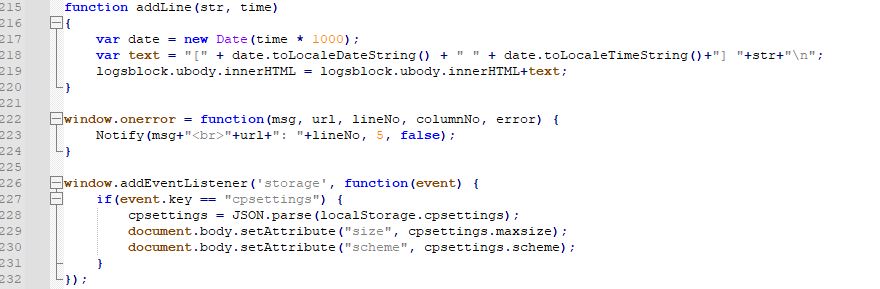 215 function addLine(str, time)
216 {
217     var date = new Date(time * 1000);
218     var text = "[" + date.toLocaleDateString() + " " + date.toLocaleTimeString()+"] "+str+"\n";
219     logsblock.ubody.innerHTML = logsblock.ubody.innerHTML+text;
220 }
221
222 window.onerror = function(msg, url, lineNo, columnNo, error) {
223     Notify(msg+"<br>"+url+": "+lineNo, 5, false);
224 }
225
226 window.addEventListener('storage', function(event) {
227     if(event.key == "cpsettings") {
228         cpsettings = JSON.parse(localStorage.cpsettings);
229         document.body.setAttribute("size", cpsettings.maxsize);
230         document.body.setAttribute("scheme", cpsettings.scheme);
231     }
232 });